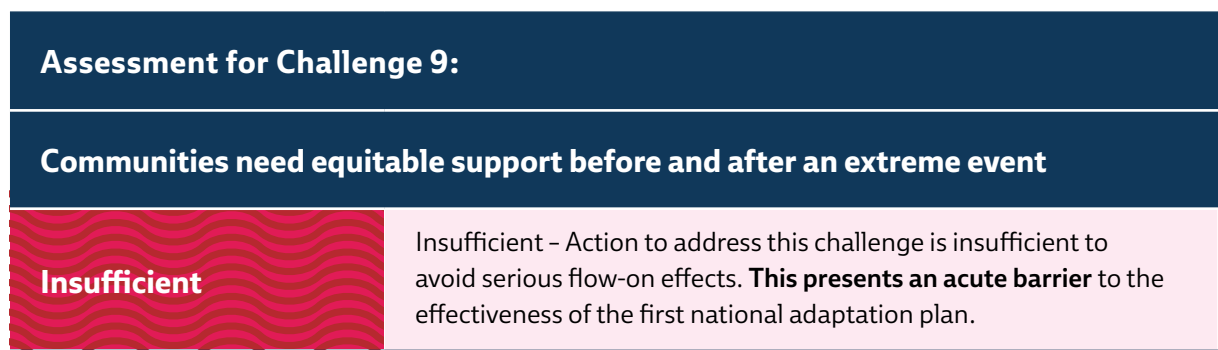 Assessment for Challenge 9:
Communities need equitable support before and after an extreme event
Insufficient
Insufficient – Action to address this challenge is insufficient to
avoid serious flow-on effects. This presents an acute barrier to the
effectiveness of the first national adaptation plan.